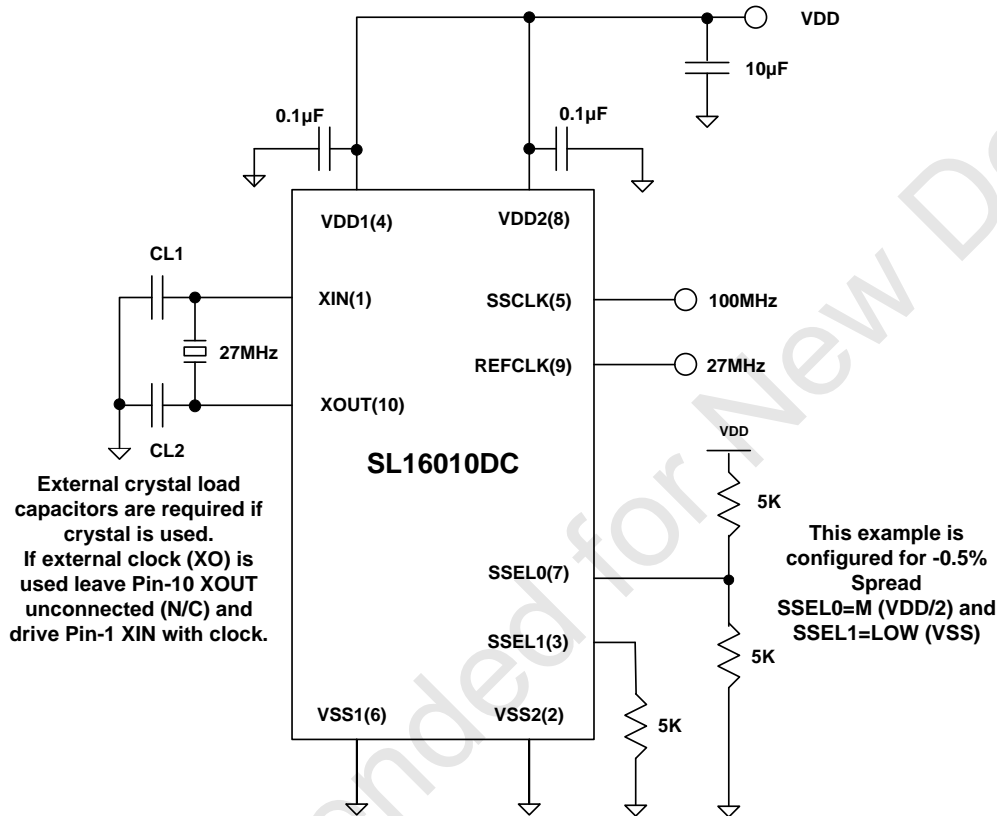 VDD
10µF
0.1µF
0.1µF
VDD1(4)
VDD2(8)
CL1
XIN(1)
SSCLK(5)
100MHz
27MHz
REFCLK(9)
27MHz
XOUT(10)
CL2
SL16010DC
VDD
5K
External crystal load
capacitors are required if
crystal is used.
If external clock (XO) is
used leave Pin-10 XOUT
unconnected (N/C) and
drive Pin-1 XIN with clock.
SSEL0(7)
This example is
configured for -0.5%
Spread
SSEL0=M (VDD/2) and
SSEL1=LOW (VSS)
SSEL1(3)
5K
VSS1(6)
VSS2(2)
5K
ended for New De